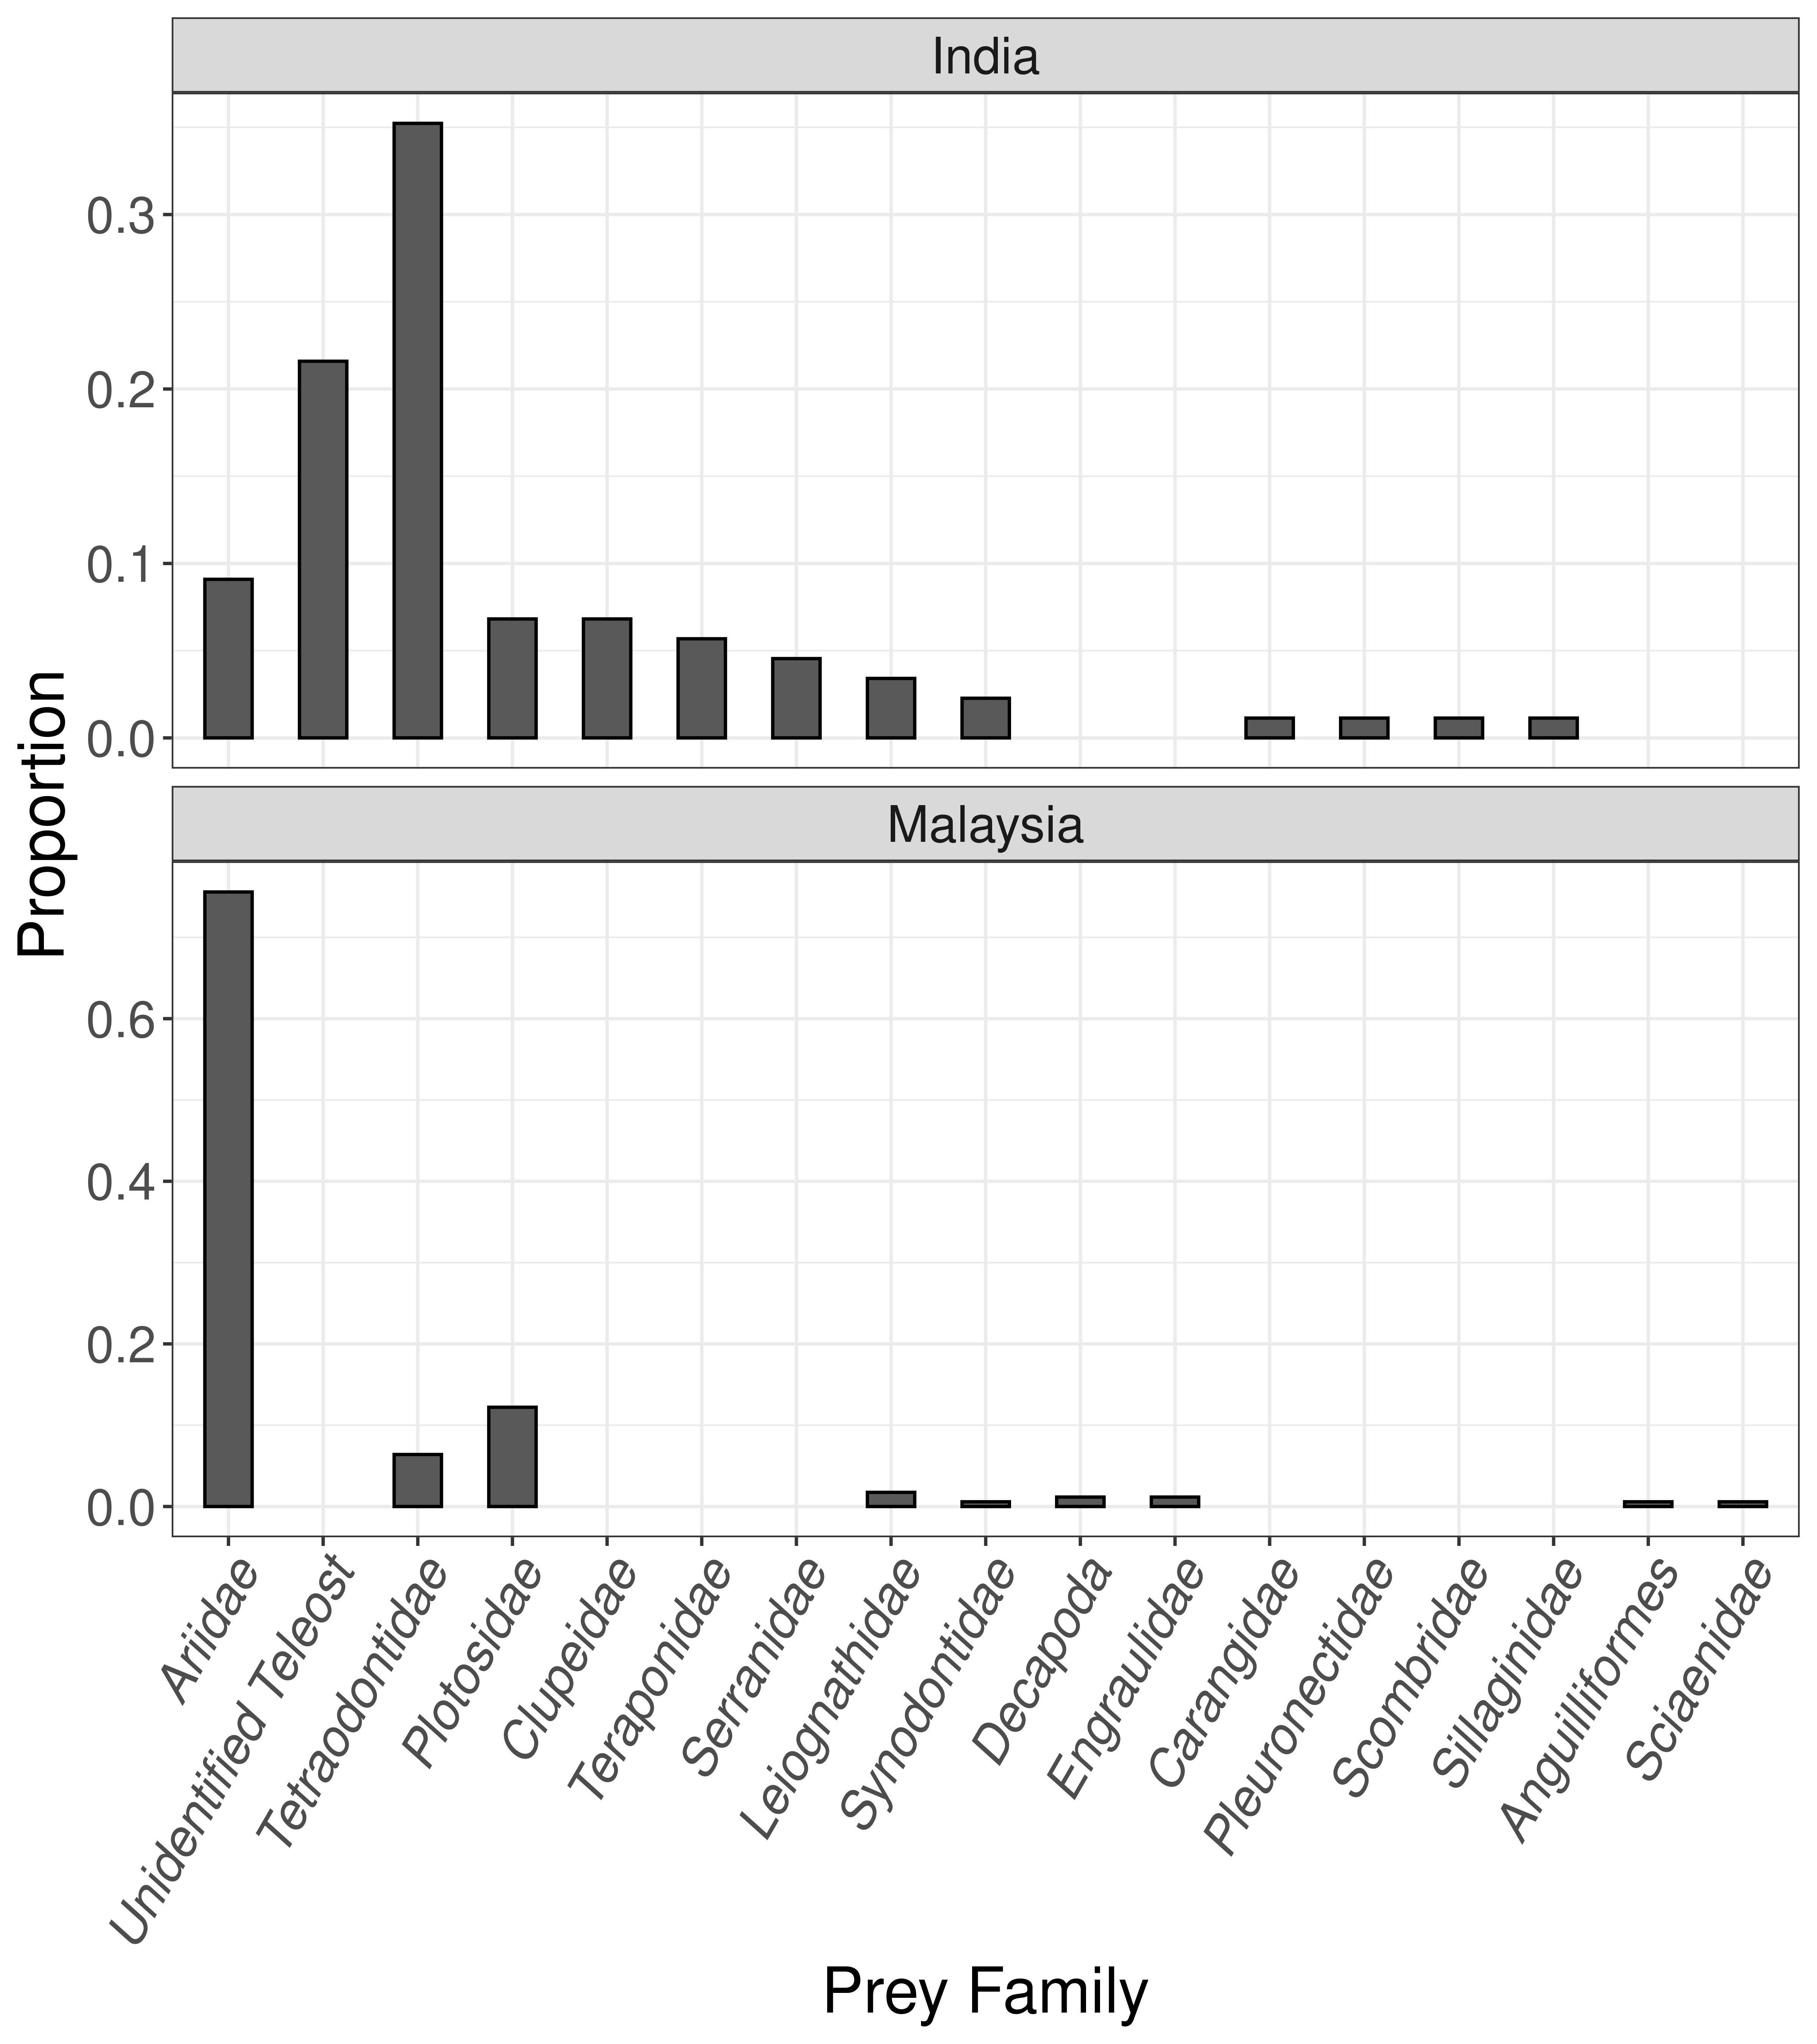 India
0.3
0.2
0.1
0.0
Malaysia
0.6
0.4
0.2
0.0
Proportion
Ariidae
Unidentified Teleost
Tetraodontidae
Plotosidae
Clupeidae
Teraponidae
Serranidae
Leiognathidae
Synodontidae
Decapoda
Engraulidae
Carangidae
Pleuronectidae
Scombridae
Sillaginidae
Anguilliformes
Sciaenidae
Prey Family